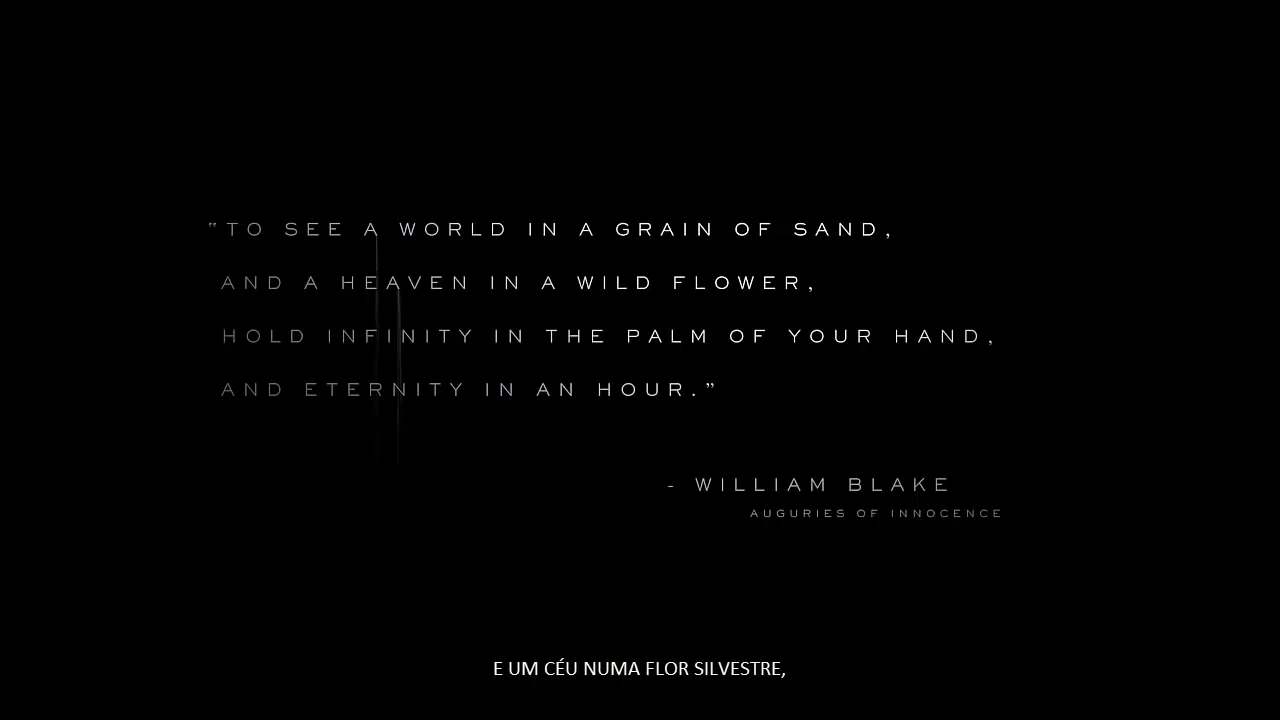 "TO SEE A WORLD IN A GRAIN OF SAND,
AND A HEAVEN IN A WILD FLOWER,
HOLD INFINITY IN THE PALM OF YOUR HAND,
AND ETERNITY IN AN HOUR."
- WILLIAM BLAKE
AUGURIES OF INNOCENCE
E UM CÉU NUMA FLOR SILVESTRE,